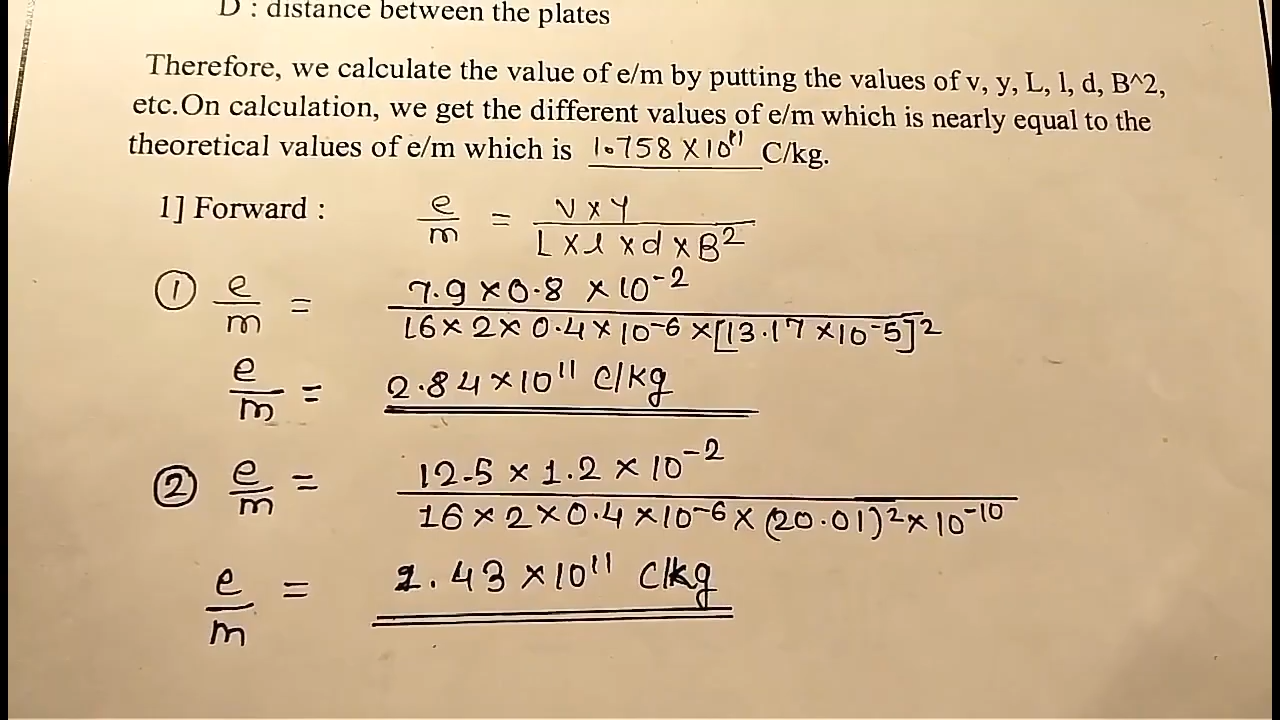 D : distance between the plates
Therefore, we calculate the value of e/m by putting the values of v, y, L, l, d, B^2,
etc.On calculation, we get the different values of e/m which is nearly equal to the
theoretical values of e/m which is 1.758 × 10¹¹ C/kg.
1] Forward : e/m = V × Y / L × l × d × B²
① e/m = 7.9 × 0.8 × 10⁻² / 16 × 2 × 0.4 × 10⁻⁶ × [13.17 × 10⁻⁵]²
e/m = 2.84 × 10¹¹ C/kg
② e/m = 12.5 × 1.2 × 10⁻² / 16 × 2 × 0.4 × 10⁻⁶ × (20.01)² × 10⁻¹⁰
e/m = .43 × 10¹¹ C/kg